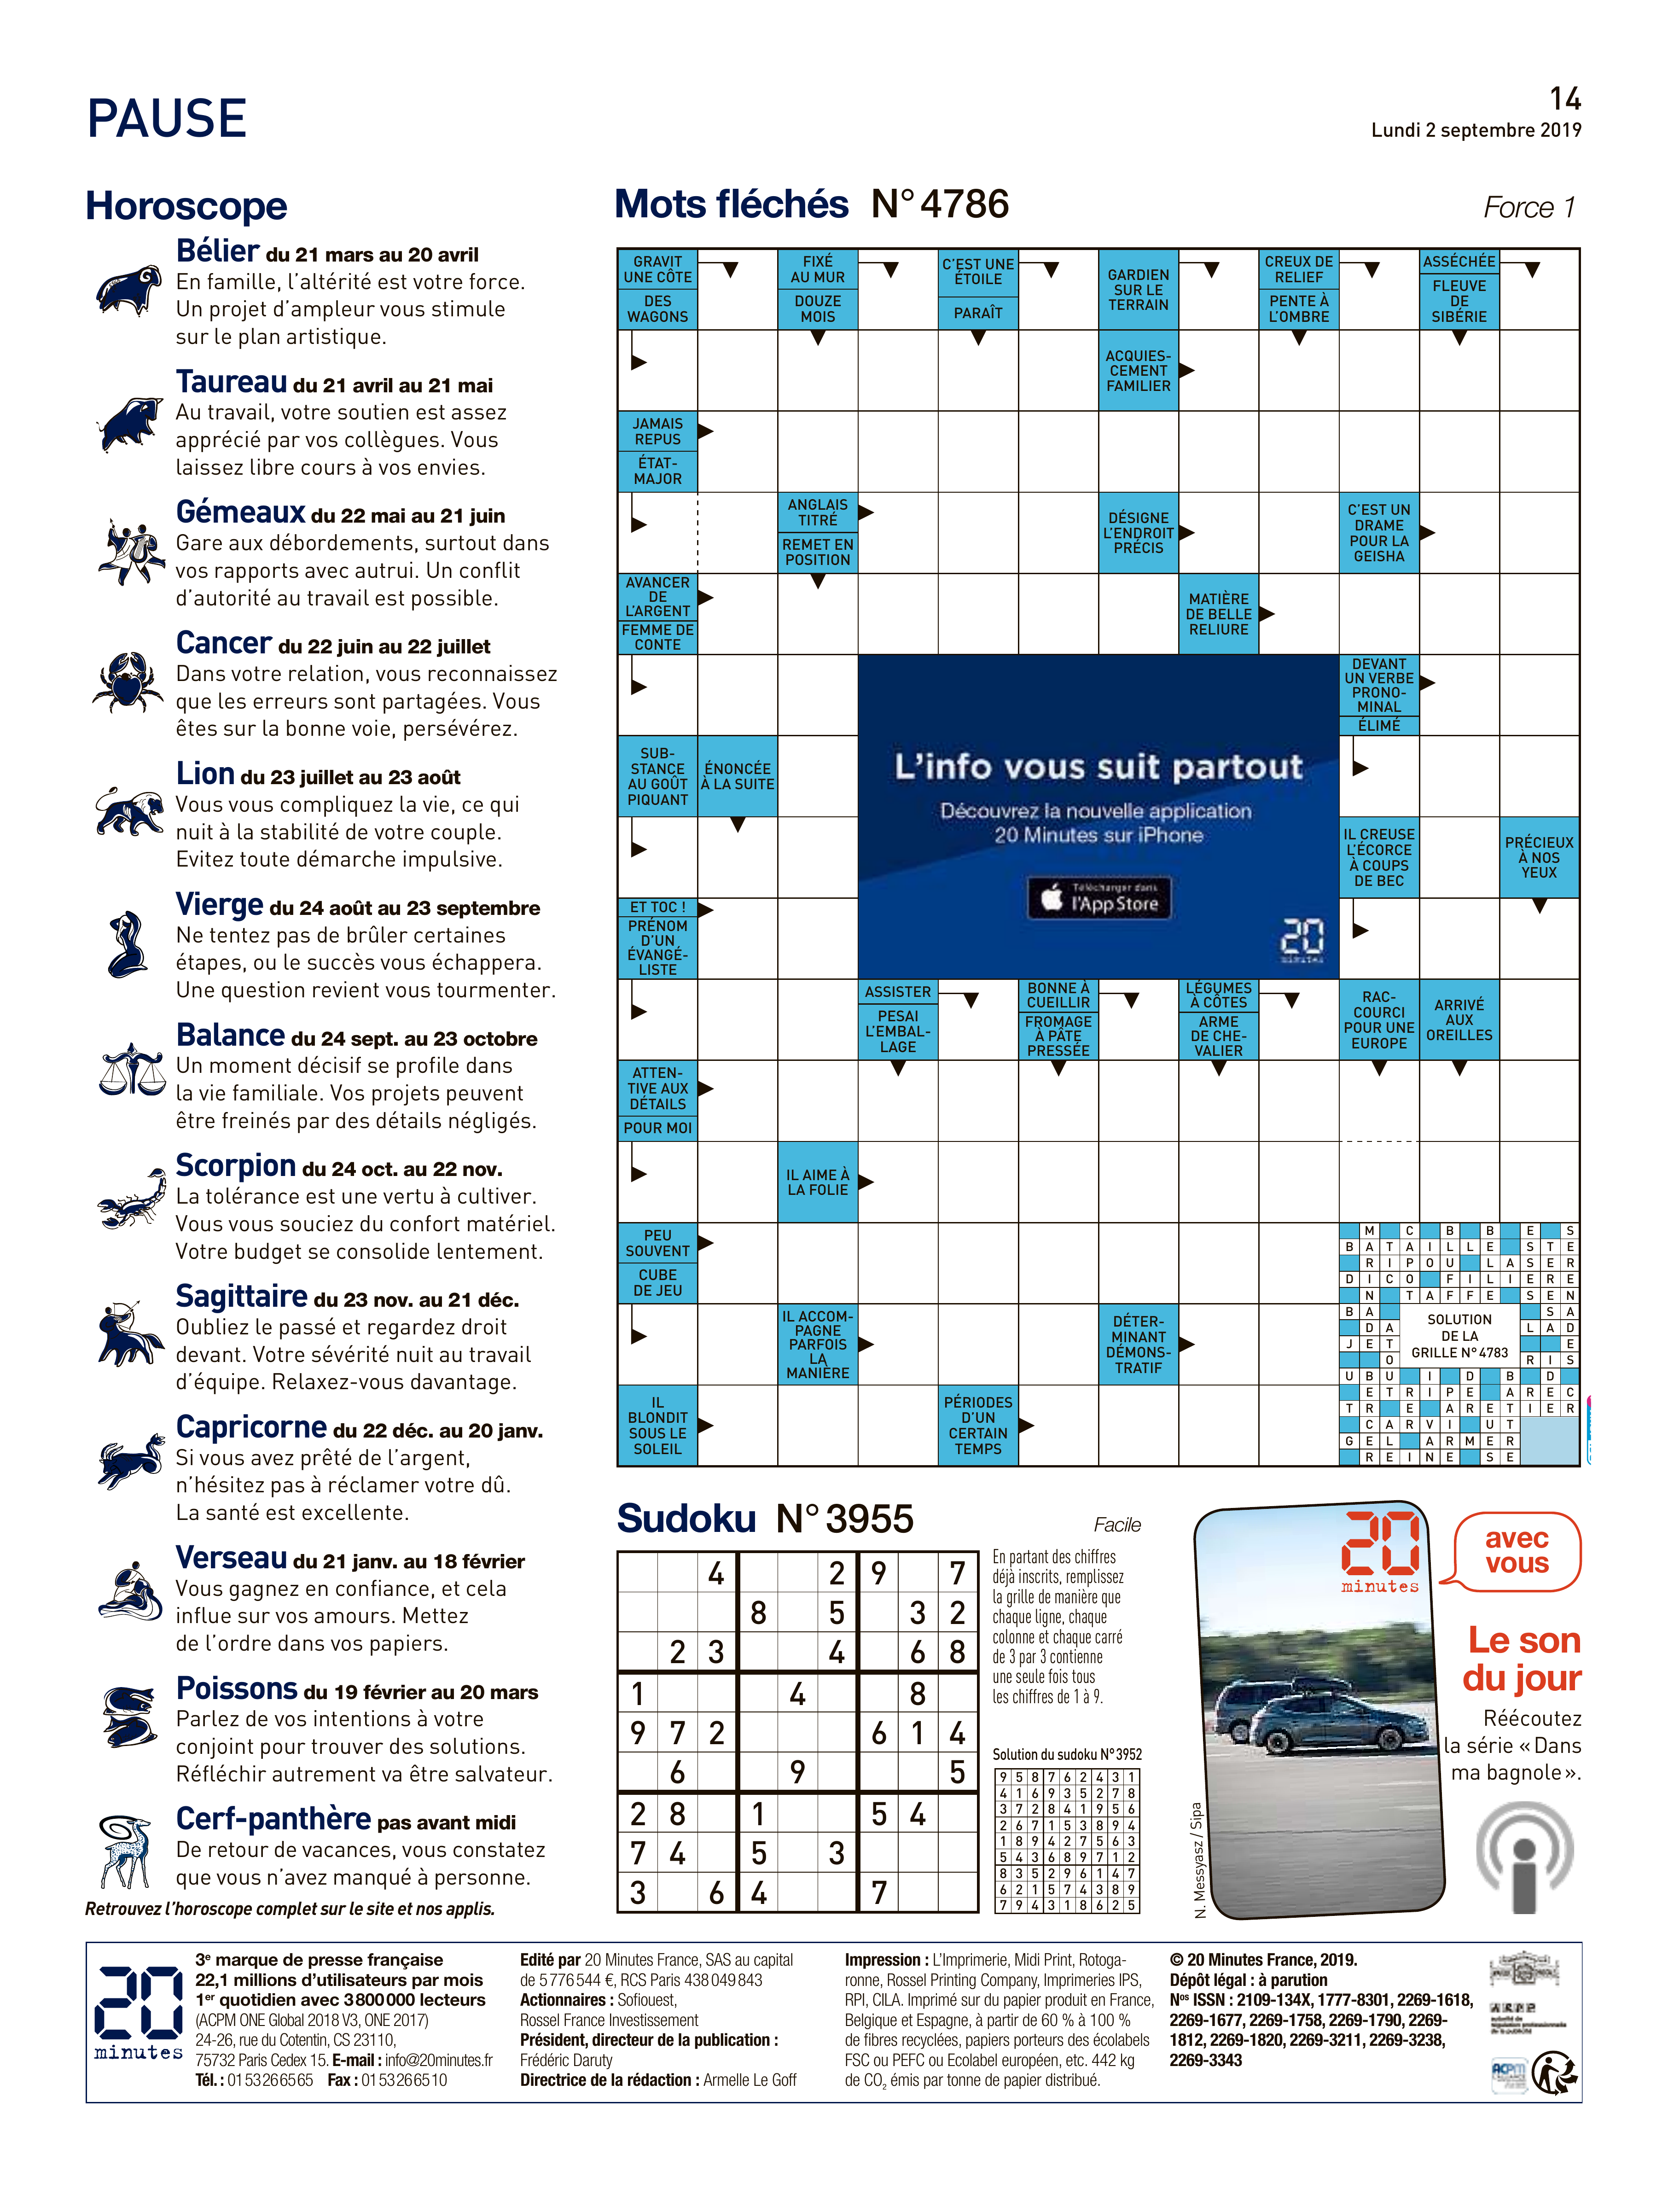 PAUSE
14
Lundi 2 septembre 2019
Horoscope
Bélier du 21 mars au 20 avril
En famille, l'altérité est votre force.
Un projet d'ampleur vous stimule
sur le plan artistique.
Taureau du 21 avril au 21 mai
Au travail, votre soutien est assez
apprécié par vos collègues. Vous
laissez libre cours à vos envies.
Gémeaux du 22 mai au 21 juin
Gare aux débordements, surtout dans
vos rapports avec autrui. Un conflit
d'autorité au travail est possible.
Cancer du 22 juin au 22 juillet
Dans votre relation, vous reconnaissez
que les erreurs sont partagées. Vous
êtes sur la bonne voie, persévérez.
Lion du 23 juillet au 23 août
Vous vous compliquez la vie, ce qui
nuit à la stabilité de votre couple.
Evitez toute démarche impulsive.
Vierge du 24 août au 23 septembre
Ne tentez pas de brûler certaines
étapes, ou le succès vous échappera.
Une question revient vous tourmenter.
Balance du 24 sept. au 23 octobre
Un moment décisif se profile dans
la vie familiale. Vos projets peuvent
être freinés par des détails négligés.
Scorpion du 24 oct. au 22 nov.
La tolérance est une vertu à cultiver.
Vous vous souciez du confort matériel.
Votre budget se consolide lentement.
Sagittaire du 23 nov. au 21 déc.
Oubliez le passé et regardez droit
devant. Votre sévérité nuit au travail
d'équipe. Relaxez-vous davantage.
Capricorne du 22 déc. au 20 janv.
Si vous avez prêté de l'argent,
n'hésitez pas à réclamer votre dû.
La santé est excellente.
Verseau du 21 janv. au 18 février
Vous gagnez en confiance, et cela
influe sur vos amours. Mettez
de l'ordre dans vos papiers.
Poissons du 19 février au 20 mars
Parlez de vos intentions à votre
conjoint pour trouver des solutions.
Réfléchir autrement va être salvateur.
Cerf-panthère pas avant midi
De retour de vacances, vous constatez
que vous n'avez manqué à personne.
Retrouvez l'horoscope complet sur le site et nos applis.
Mots fléchés N° 4786
Force 1
GRAVIT
UNE CÔTE
DES
WAGONS
FIXÉ
AU MUR
DOUZE
MOIS
C'EST UNE
ÉTOILE
PARAÎT
GARDIEN
SUR LE
TERRAIN
CREUX DE
RELIEF
PENTE À
L'OMBRE
ASSÉCHÉE
FLEUVE
DE
SIBÉRIE
ACQUIES-
CEMENT
FAMILIER
JAMAIS
REPUS
ÉTAT-
MAJOR
ANGLAIS
TITRÉ
REMET EN
POSITION
DÉSIGNE
L'ENDROIT
PRÉCIS
C'EST UN
DRAME
POUR LA
GEISHA
AVANCER
DE
L'ARGENT
FEMME DE
CONTE
MATIÈRE
DE BELLE
RELIURE
DEVANT
UN VERBE
PRONO-
MINAL
ÉLIMÉ
SUB-
STANCE
AU GOÛT
PIQUANT
ÉNONCÉE
À LA SUITE
L'info vous suit partout
Découvrez la nouvelle application
20 Minutes sur iPhone
Télécharger dans
l'App Store
20
minutes
IL CREUSE
L'ÉCORCE
À COUPS
DE BEC
PRÉCIEUX
À NOS
YEUX
ET TOC !
PRÉNOM
D'UN
ÉVANGÉ-
LISTE
ASSISTER
PESAI
L'EMBAL-
LAGE
BONNE À
CUEILLIR
FROMAGE
À PÂTE
PRESSÉE
LÉGUMES
À CÔTES
ARME
DE CHE-
VALIER
RAC-
COURCI
POUR UNE
EUROPE
ARRIVÉ
AUX
OREILLES
ATTEN-
TIVE AUX
DÉTAILS
POUR MOI
IL AIME À
LA FOLIE
PEU
SOUVENT
CUBE
DE JEU
IL ACCOM-
PAGNE
PARFOIS
LA
MANIÈRE
DÉTER-
MINANT
DÉMONS-
TRATIF
IL
BLONDIT
SOUS LE
SOLEIL
PÉRIODES
D'UN
CERTAIN
TEMPS
M C B B E S
B A T A I L L E S T E
R I P O U L A S E R
D I C O F I L I E R E
N T A F F E S E N
B A S A
D A L A D
J E T E
O R I S
SOLUTION
DE LA
GRILLE N° 4783
U B U I D B D
E T R I P E A R E C
T R E A R E T I E R
C A R V I U T
G E L A R M E R
R E I N E S E
Sudoku N° 3955
Facile
4 2 9 7
8 5 3 2
2 3 4 6 8
1 4 8
9 7 2 6 1 4
6 9 5
2 8 1 5 4
7 4 5 3
3 6 4 7
En partant des chiffres
déjà inscrits, remplissez
la grille de manière que
chaque ligne, chaque
colonne et chaque carré
de 3 par 3 contienne
une seule fois tous
les chiffres de 1 à 9.
Solution du sudoku N° 3952
9 5 8 7 6 2 4 3 1
4 1 6 9 3 5 2 7 8
3 7 2 8 4 1 9 5 6
2 6 7 1 5 3 8 9 4
1 8 9 4 2 7 5 6 3
5 4 3 6 8 9 7 1 2
8 3 5 2 9 6 1 4 7
6 2 1 5 7 4 3 8 9
7 9 4 3 1 8 6 2 5
20
minutes
avec
vous
Le son
du jour
Réécoutez
la série « Dans
ma bagnole ».
N. Messyasz / Sipa
20
minutes
3e marque de presse française
22,1 millions d'utilisateurs par mois
1er quotidien avec 3 800 000 lecteurs
(ACPM ONE Global 2018 V3, ONE 2017)
24-26, rue du Cotentin, CS 23110,
75732 Paris Cedex 15. E-mail : info@20minutes.fr
Tél. : 01 53 26 65 65 Fax : 01 53 26 65 10
Edité par 20 Minutes France, SAS au capital
de 5 776 544 €, RCS Paris 438 049 843
Actionnaires : Sofiouest,
Rossel France Investissement
Président, directeur de la publication :
Frédéric Daruty
Directrice de la rédaction : Armelle Le Goff
Impression : L'Imprimerie, Midi Print, Rotoga-
ronne, Rossel Printing Company, Imprimeries IPS,
RPI, CILA. Imprimé sur du papier produit en France,
Belgique et Espagne, à partir de 60 % à 100 %
de fibres recyclées, papiers porteurs des écolabels
FSC ou PEFC ou Ecolabel européen, etc. 442 kg
de CO2 émis par tonne de papier distribué.
© 20 Minutes France, 2019.
Dépôt légal : à parution
Nos ISSN : 2109-134X, 1777-8301, 2269-1618,
2269-1677, 2269-1758, 2269-1790, 2269-
1812, 2269-1820, 2269-3211, 2269-3238,
2269-3343
ARPP
autorité de
régulation professionnelle
de la publicité
ACPM